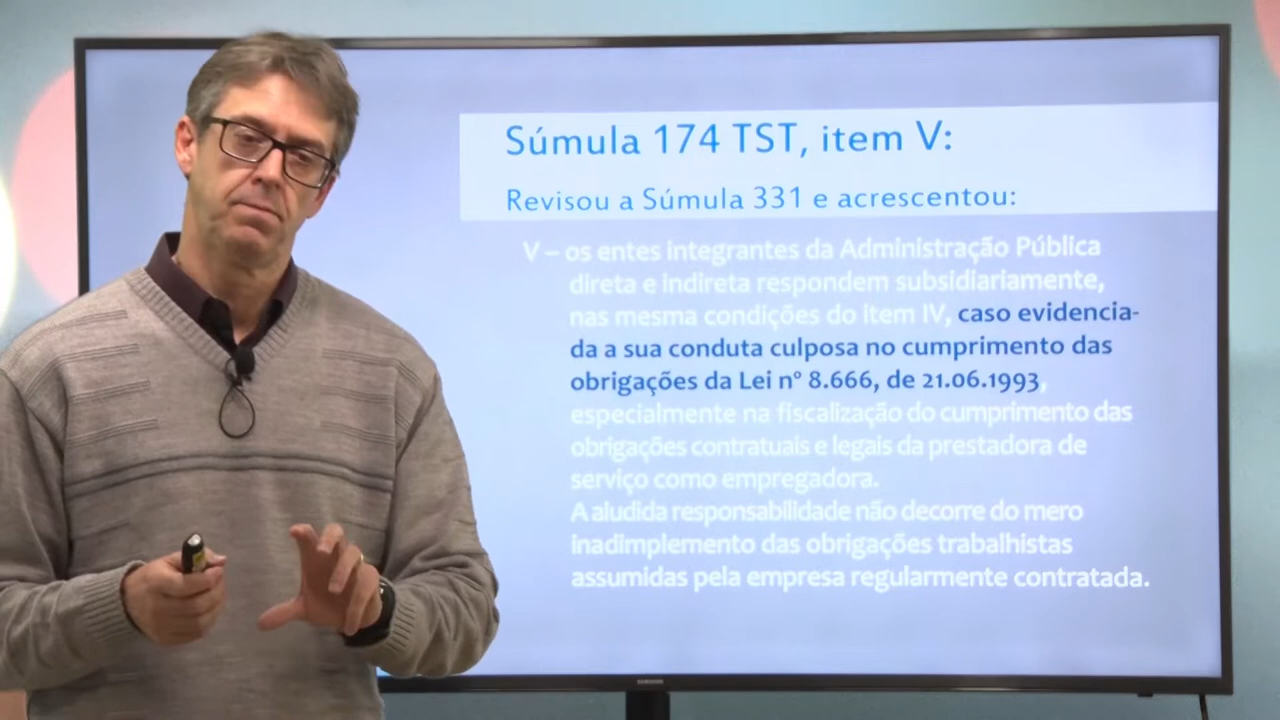 Súmula 174 TST, item V:
Revisou a Súmula 331 e acrescentou:
V – os entes integrantes da Administração Pública
direta e indireta respondem subsidiariamente,
nas mesma condições do item IV, caso evidencia-
da a sua conduta culposa no cumprimento das
obrigações da Lei nº 8.666, de 21.06.1993,
especialmente na fiscalização do cumprimento das
obrigações contratuais e legais da prestadora de
serviço como empregadora.
A aludida responsabilidade não decorre do mero
inadimplemento das obrigações trabalhistas
assumidas pela empresa regularmente contratada.
SAMSUNG